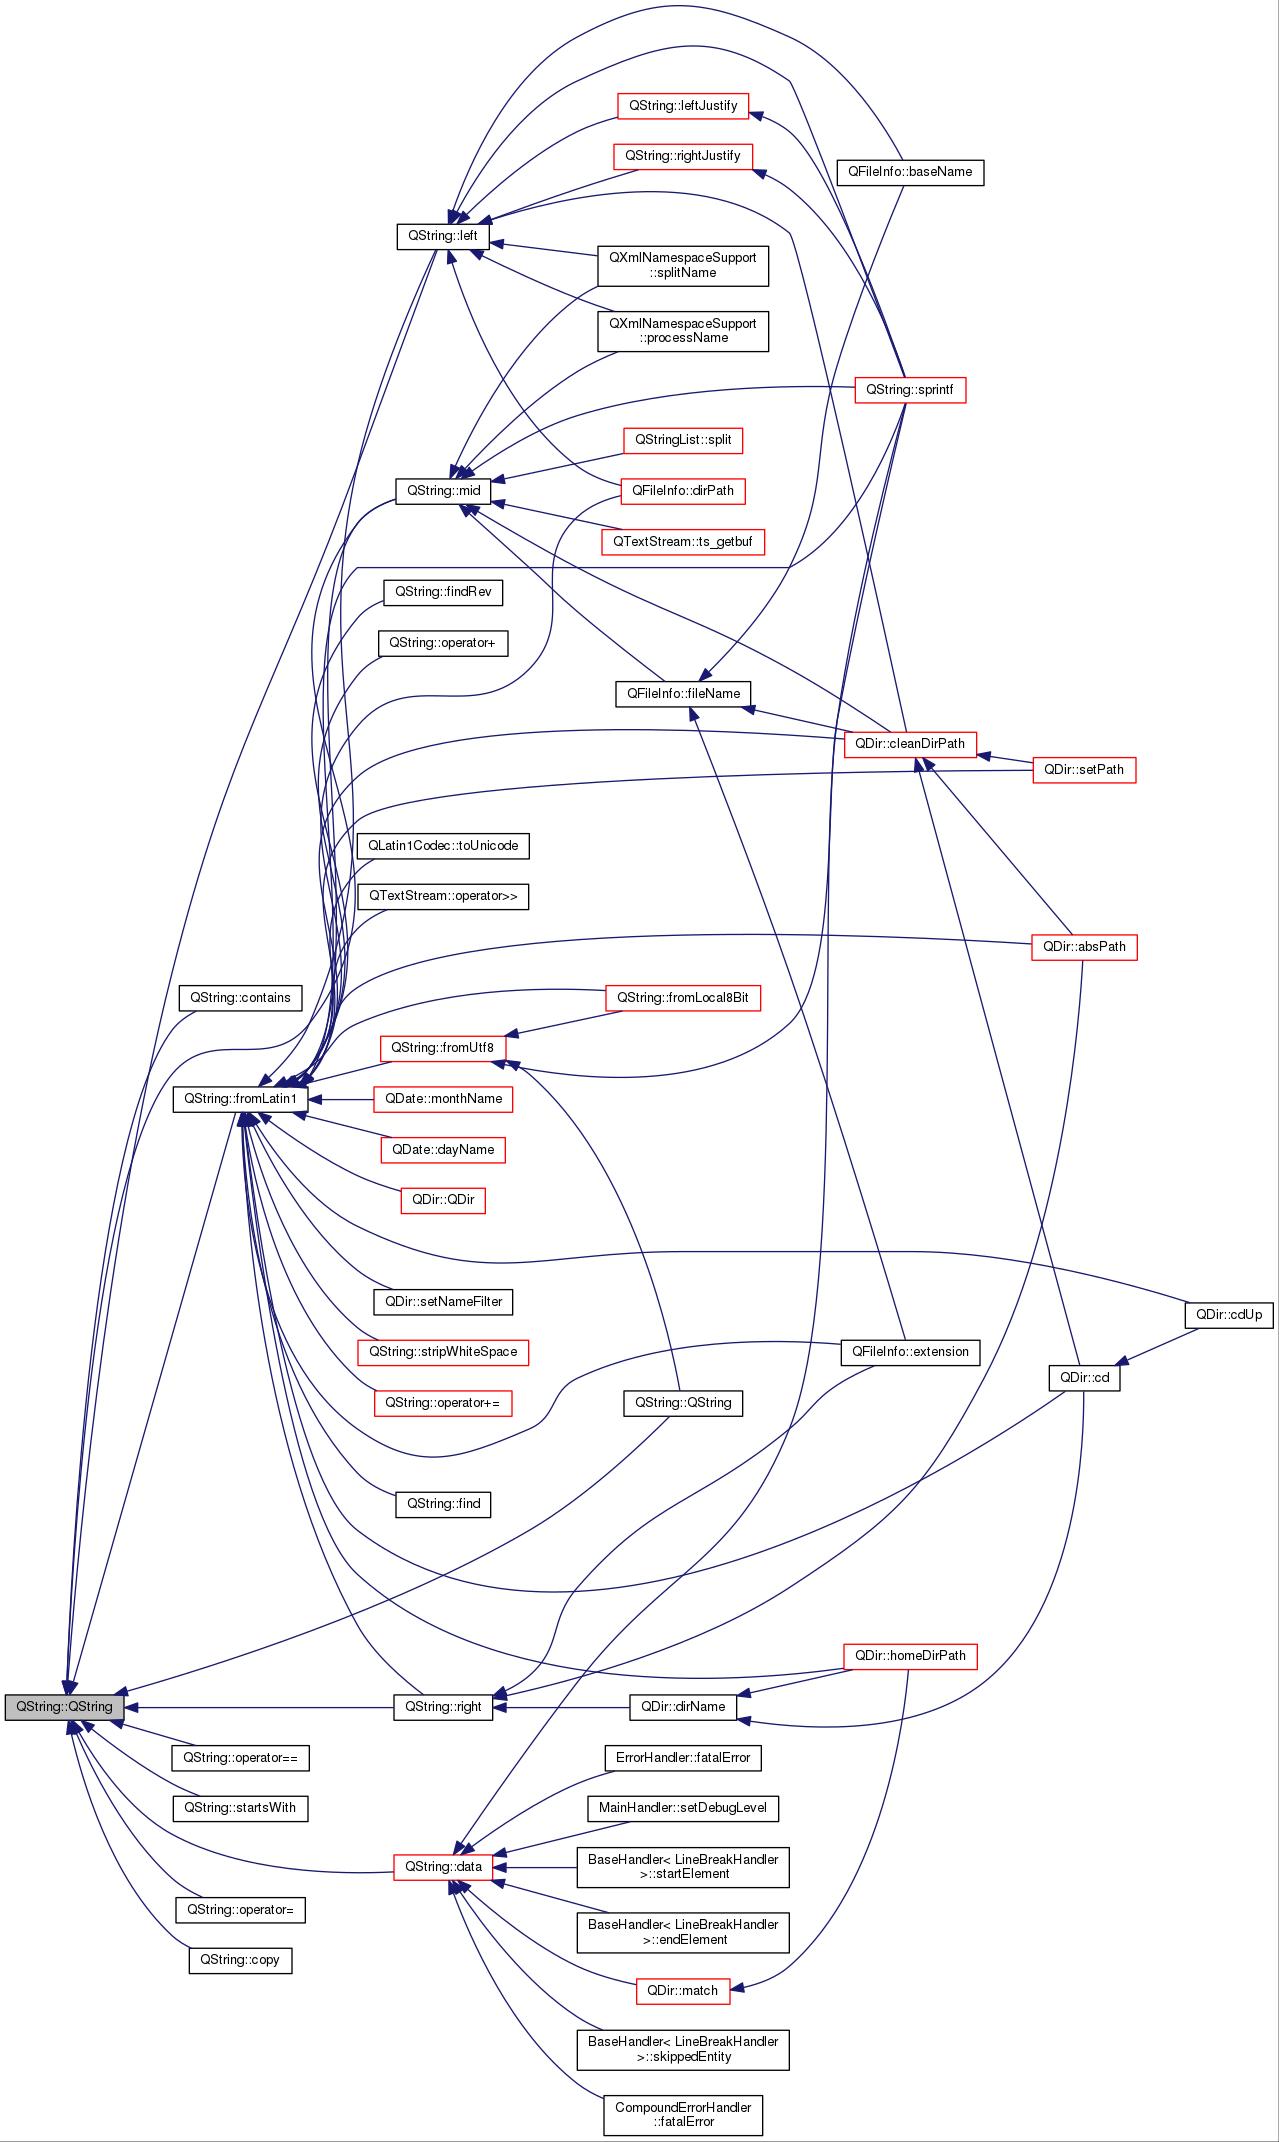 QString::leftJustify
QString::rightJustify
QFileInfo::baseName
QString::left
QXmlNamespaceSupport
::splitName
QXmlNamespaceSupport
::processName
QString::sprintf
QStringList::split
QString::mid
QFileInfo::dirPath
QTextStream::ts_getbuf
QString::findRev
QString::operator+
QFileInfo::fileName
QDir::cleanDirPath
QDir::setPath
QLatin1Codec::toUnicode
QTextStream::operator>>
QDir::absPath
QString::contains
QString::fromLocal8Bit
QString::fromUtf8
QString::fromLatin1
QDate::monthName
QDate::dayName
QDir::QDir
QDir::setNameFilter
QDir::cdUp
QString::stripWhiteSpace
QFileInfo::extension
QDir::cd
QString::operator+=
QString::QString
QString::find
QDir::homeDirPath
QString::QString
QString::right
QDir::dirName
QString::operator==
ErrorHandler::fatalError
QString::startsWith
MainHandler::setDebugLevel
QString::data
BaseHandler< LineBreakHandler
>::startElement
QString::operator=
BaseHandler< LineBreakHandler
>::endElement
QString::copy
QDir::match
BaseHandler< LineBreakHandler
>::skippedEntity
CompoundErrorHandler
::fatalError